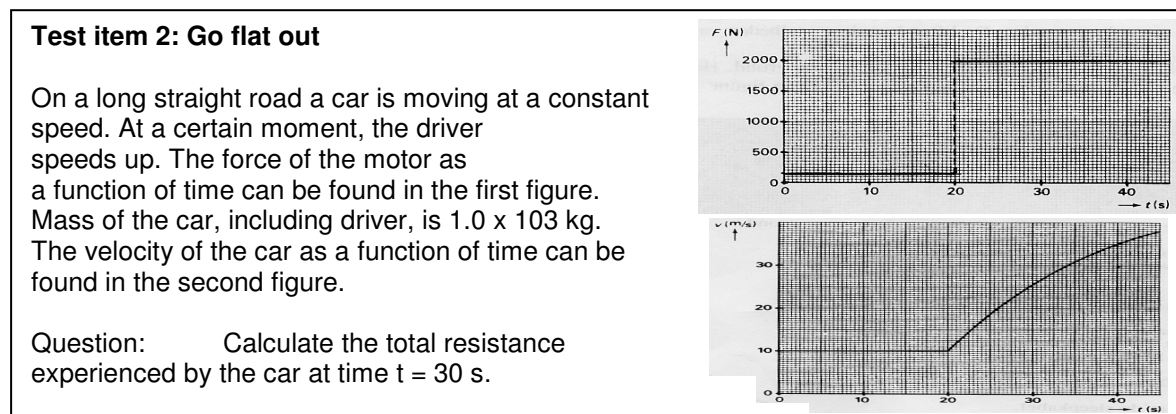 Test item 2: Go flat out
On a long straight road a car is moving at a constant
speed. At a certain moment, the driver
speeds up. The force of the motor as
a function of time can be found in the first figure.
Mass of the car, including driver, is 1.0 x 103 kg.
The velocity of the car as a function of time can be
found in the second figure.
Question: Calculate the total resistance
experienced by the car at time t = 30 s.
F (N)
2000
1500
1000
500
0
0 10 20 30 40
t (s)
v (m/s)
30
20
10
0
0 10 20 30 40
t (s)